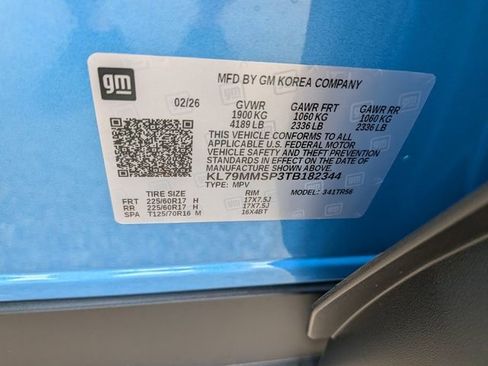 gm
MFD BY GM KOREA COMPANY
02/26 GVWR GAWR FRT GAWR RR
1900 KG 1060 KG 1060 KG
4189 LB 2336 LB 2336 LB
THIS VEHICLE CONFORMS TO ALL
APPLICABLE U.S. FEDERAL MOTOR
VEHICLE SAFETY AND THEFT PREVENTION
STANDARDS IN EFFECT ON THE DATE OF
MANUFACTURE SHOWN ABOVE.
KL79MMSP3TB182344
TYPE: MPV MODEL: 341TR56
TIRE SIZE RIM
FRT 225/60R17 H 17X7.5J
RR 225/60R17 H 17X7.5J
SPA T125/70R16 M 16X4BT